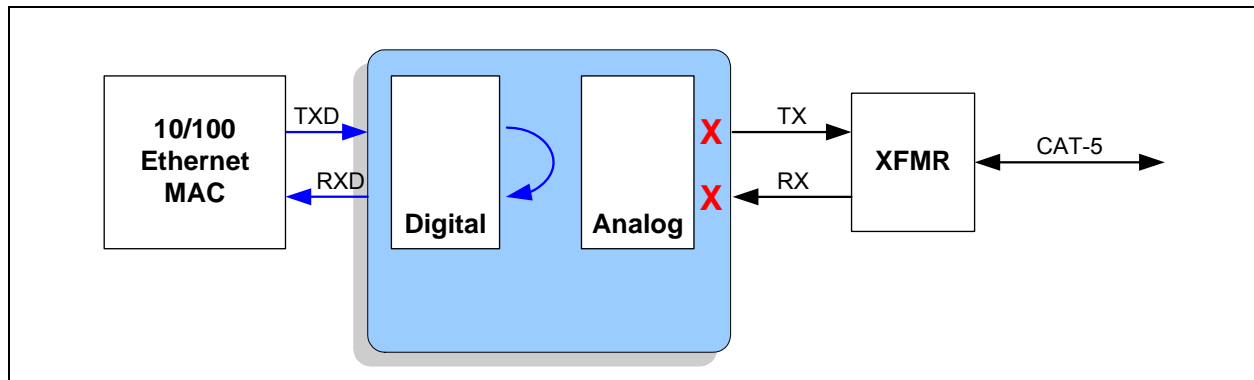 10/100
Ethernet
MAC
TXD
RXD
Digital
Analog
X
X
TX
RX
XFMR
CAT-5